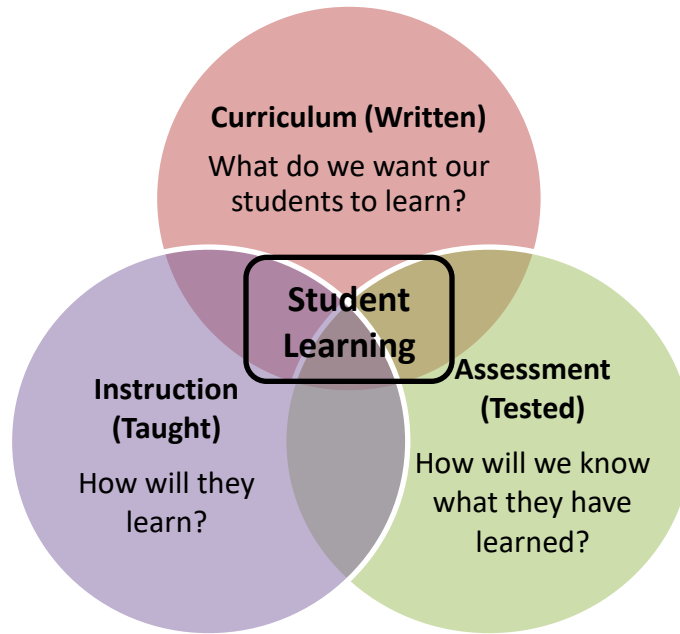 Curriculum (Written)
What do we want our
students to learn?
Student
Learning
Instruction
(Taught)
How will they
learn?
Assessment
(Tested)
How will we know
what they have
learned?